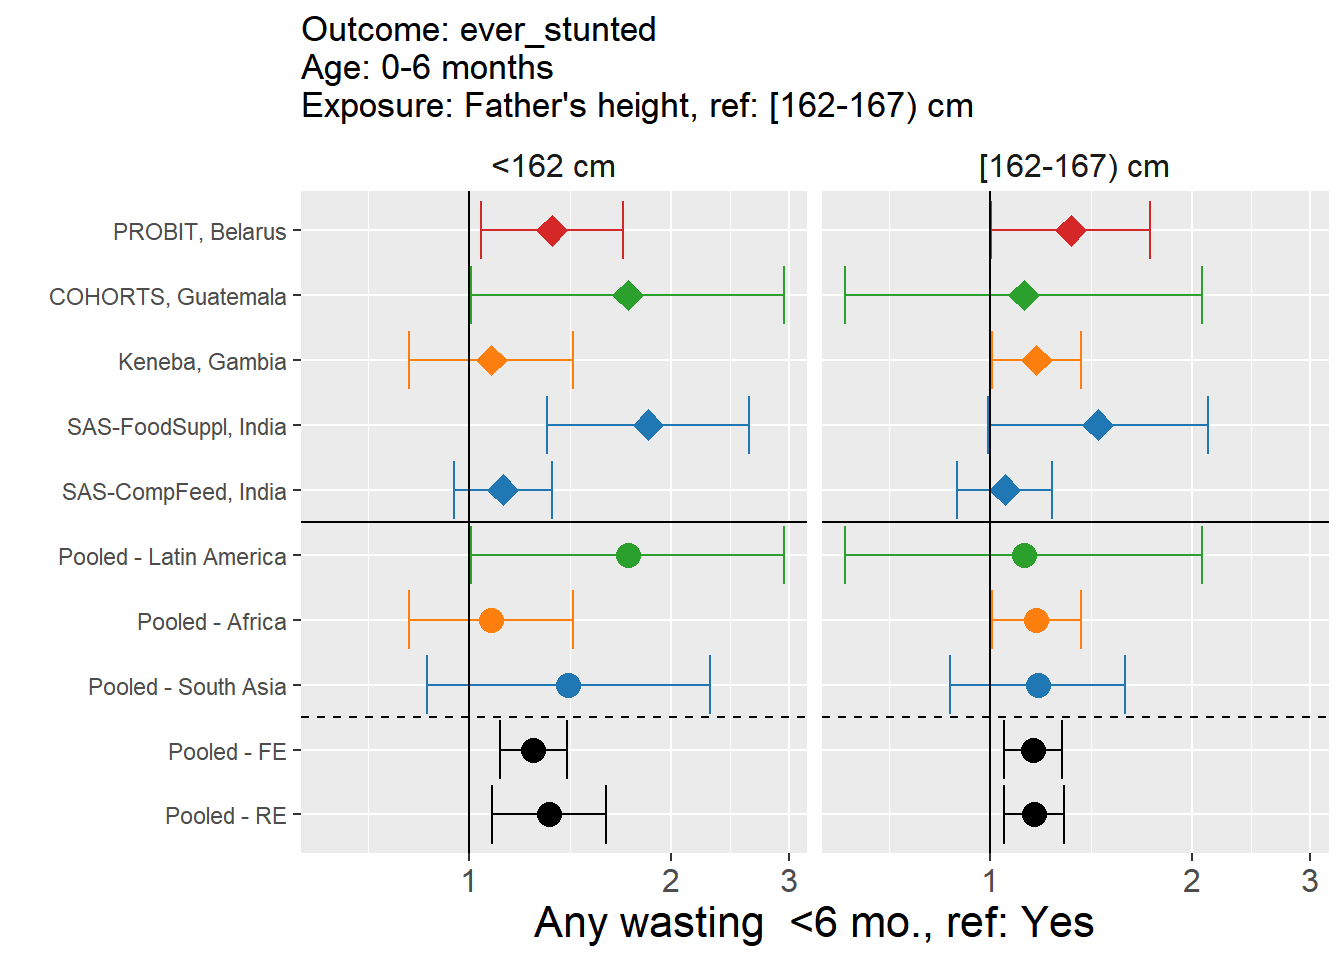 Outcome: ever_stunted
Age: 0-6 months
Exposure: Father's height, ref: [162-167) cm
<162 cm
[162-167) cm
PROBIT, Belarus
COHORTS, Guatemala
Keneba, Gambia
SAS-FoodSuppl, India
SAS-CompFeed, India
Pooled - Latin America
Pooled - Africa
Pooled - South Asia
Pooled - FE
Pooled - RE
1 2 3 1 2 3
Any wasting  <6 mo., ref: Yes